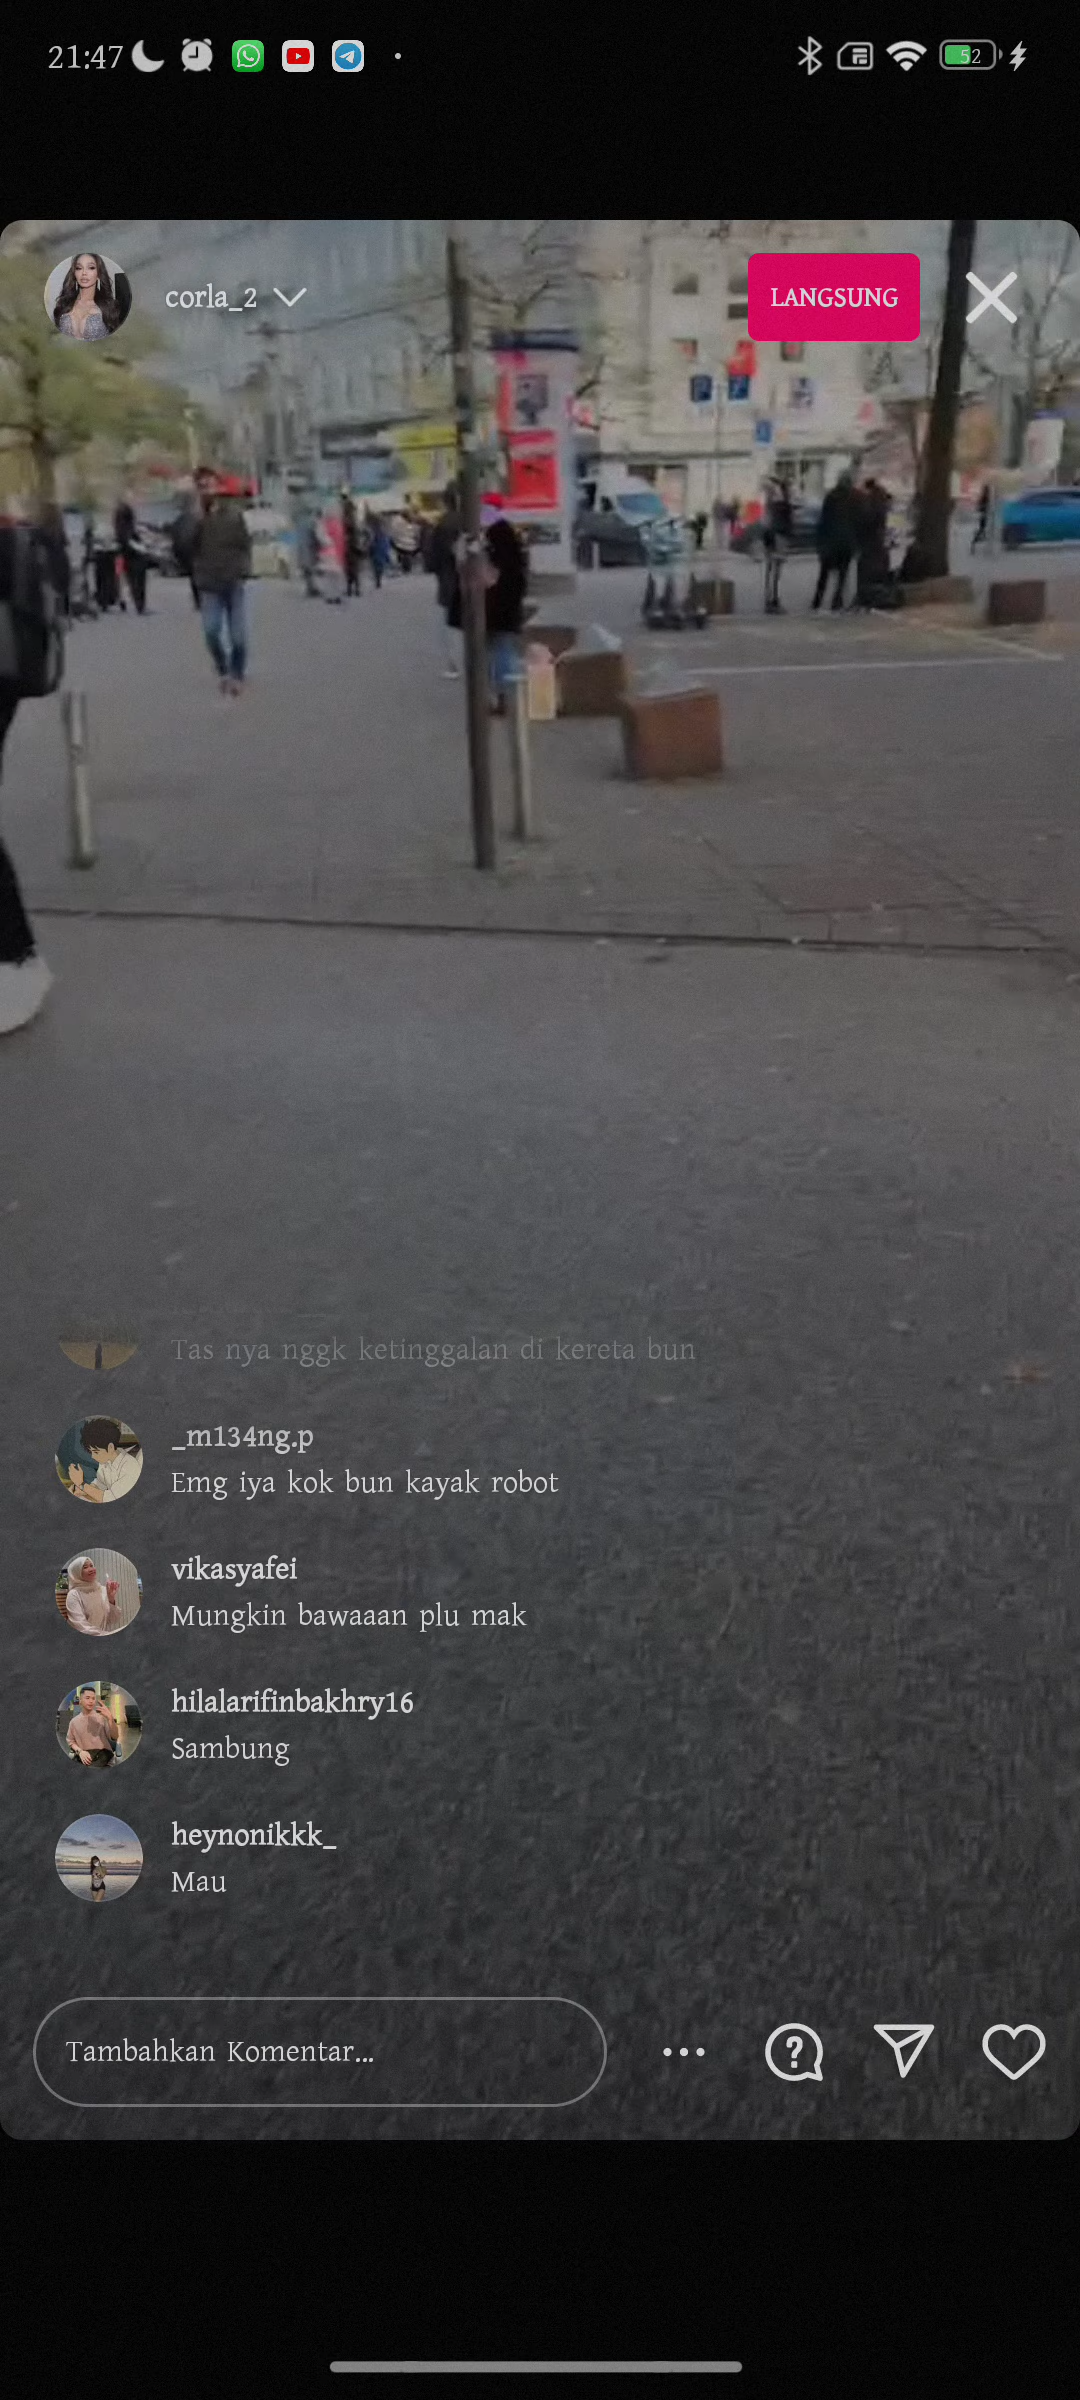 21:47
52
corla_2
LANGSUNG
Tas nya nggk ketinggalan di kereta bun
_m134ng.p
Emg iya kok bun kayak robot
vikasyafei
Mungkin bawaaan plu mak
hilalarifinbakhry16
Sambung
heynonikkk_
Mau
Tambahkan Komentar...